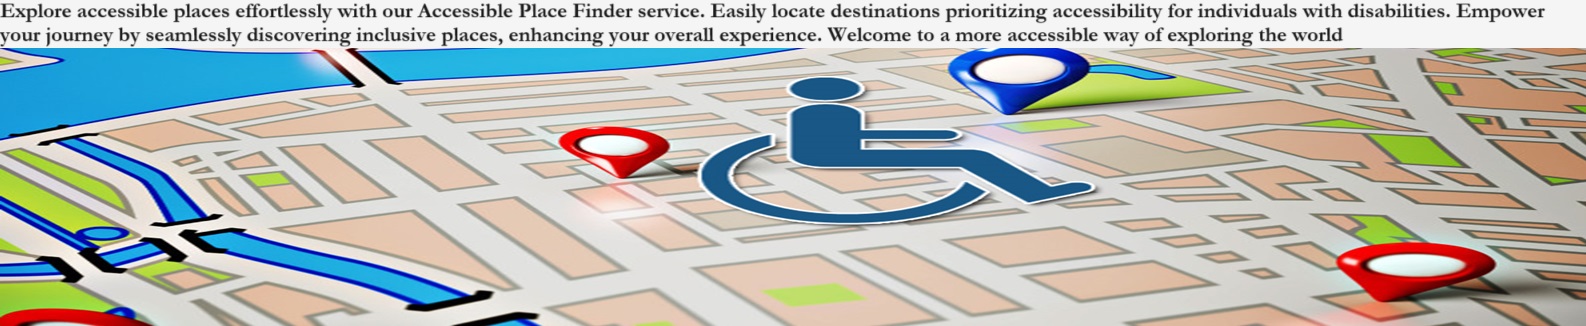 Explore accessible places effortlessly with our Accessible Place Finder service. Easily locate destinations prioritizing accessibility for individuals with disabilities. Empower
your journey by seamlessly discovering inclusive places, enhancing your overall experience. Welcome to a more accessible way of exploring the world